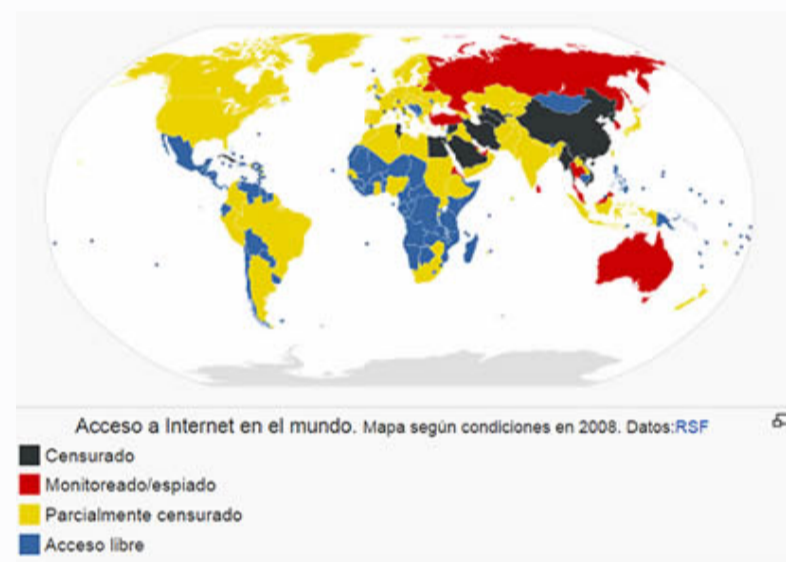 Acceso a Internet en el mundo. Mapa según condiciones en 2008. Datos:RSF
Censurado
Monitoreado/espiado
Parcialmente censurado
Acceso libre